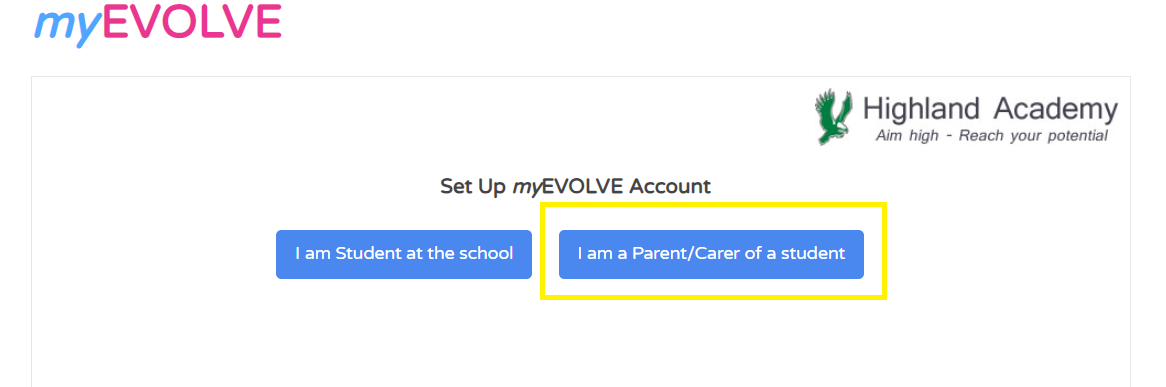 myEVOLVE
Highland Academy
Aim high - Reach your potential
Set Up myEVOLVE Account
I am Student at the school
I am a Parent/Carer of a student